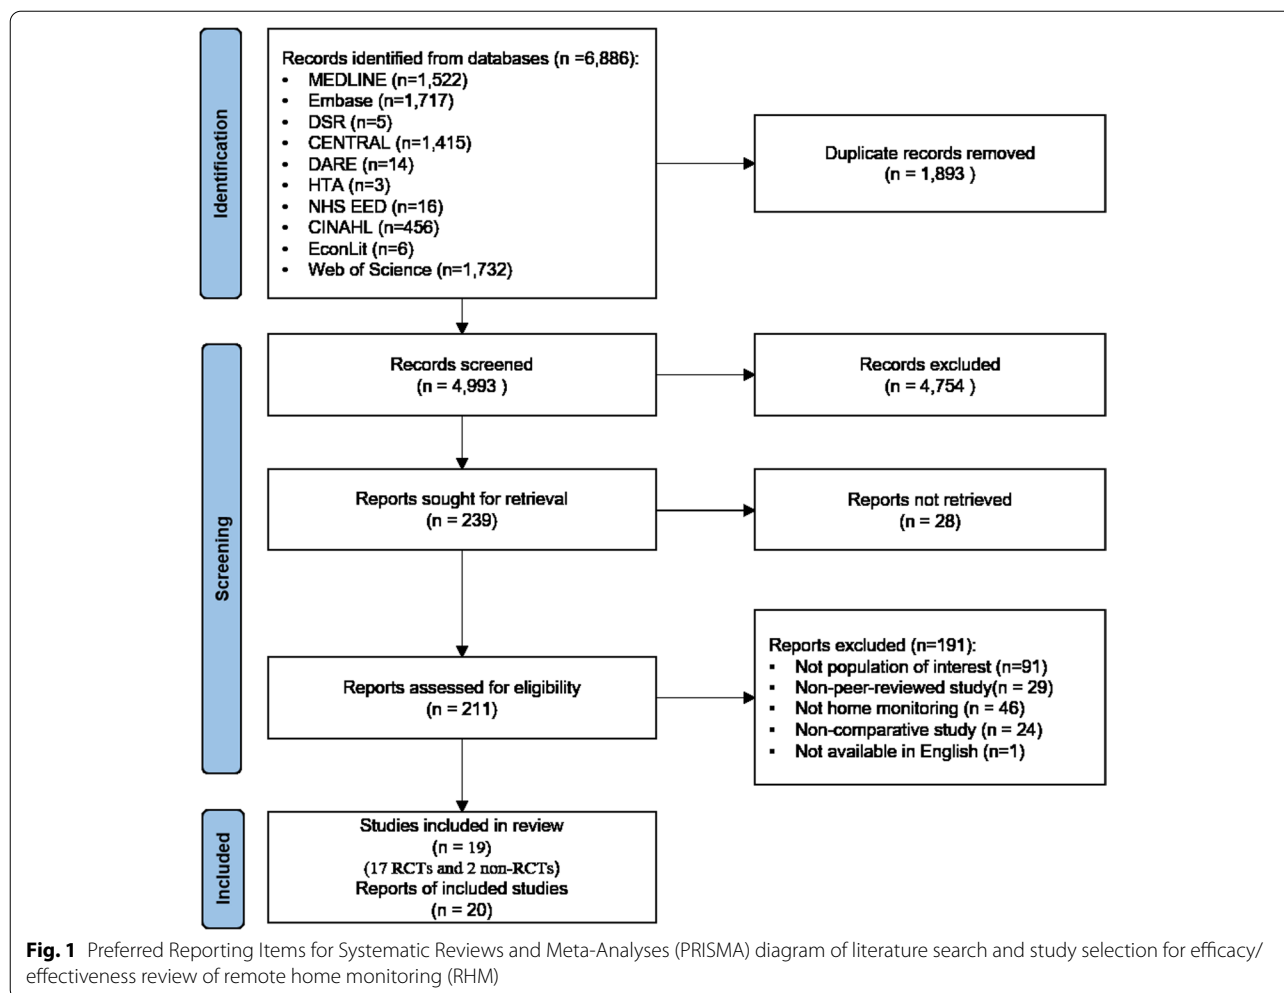 Identification
Records identified from databases (n =6,886):
• MEDLINE (n=1,522)
• Embase (n=1,717)
• DSR (n=5)
• CENTRAL (n=1,415)
• DARE (n=14)
• HTA (n=3)
• NHS EED (n=16)
• CINAHL (n=456)
• EconLit (n=6)
• Web of Science (n=1,732)
Duplicate records removed
(n = 1,893 )
Screening
Records screened
(n = 4,993 )
Records excluded
(n = 4,754 )
Reports sought for retrieval
(n = 239)
Reports not retrieved
(n = 28)
Reports assessed for eligibility
(n = 211)
Reports excluded (n=191):
▪ Not population of interest (n=91)
▪ Non-peer-reviewed study(n = 29)
▪ Not home monitoring (n = 46)
▪ Non-comparative study (n = 24)
▪ Not available in English (n=1)
Included
Studies included in review
(n = 19)
(17 RCTs and 2 non-RCTs)
Reports of included studies
(n = 20)
Fig. 1 Preferred Reporting Items for Systematic Reviews and Meta-Analyses (PRISMA) diagram of literature search and study selection for efficacy/
effectiveness review of remote home monitoring (RHM)